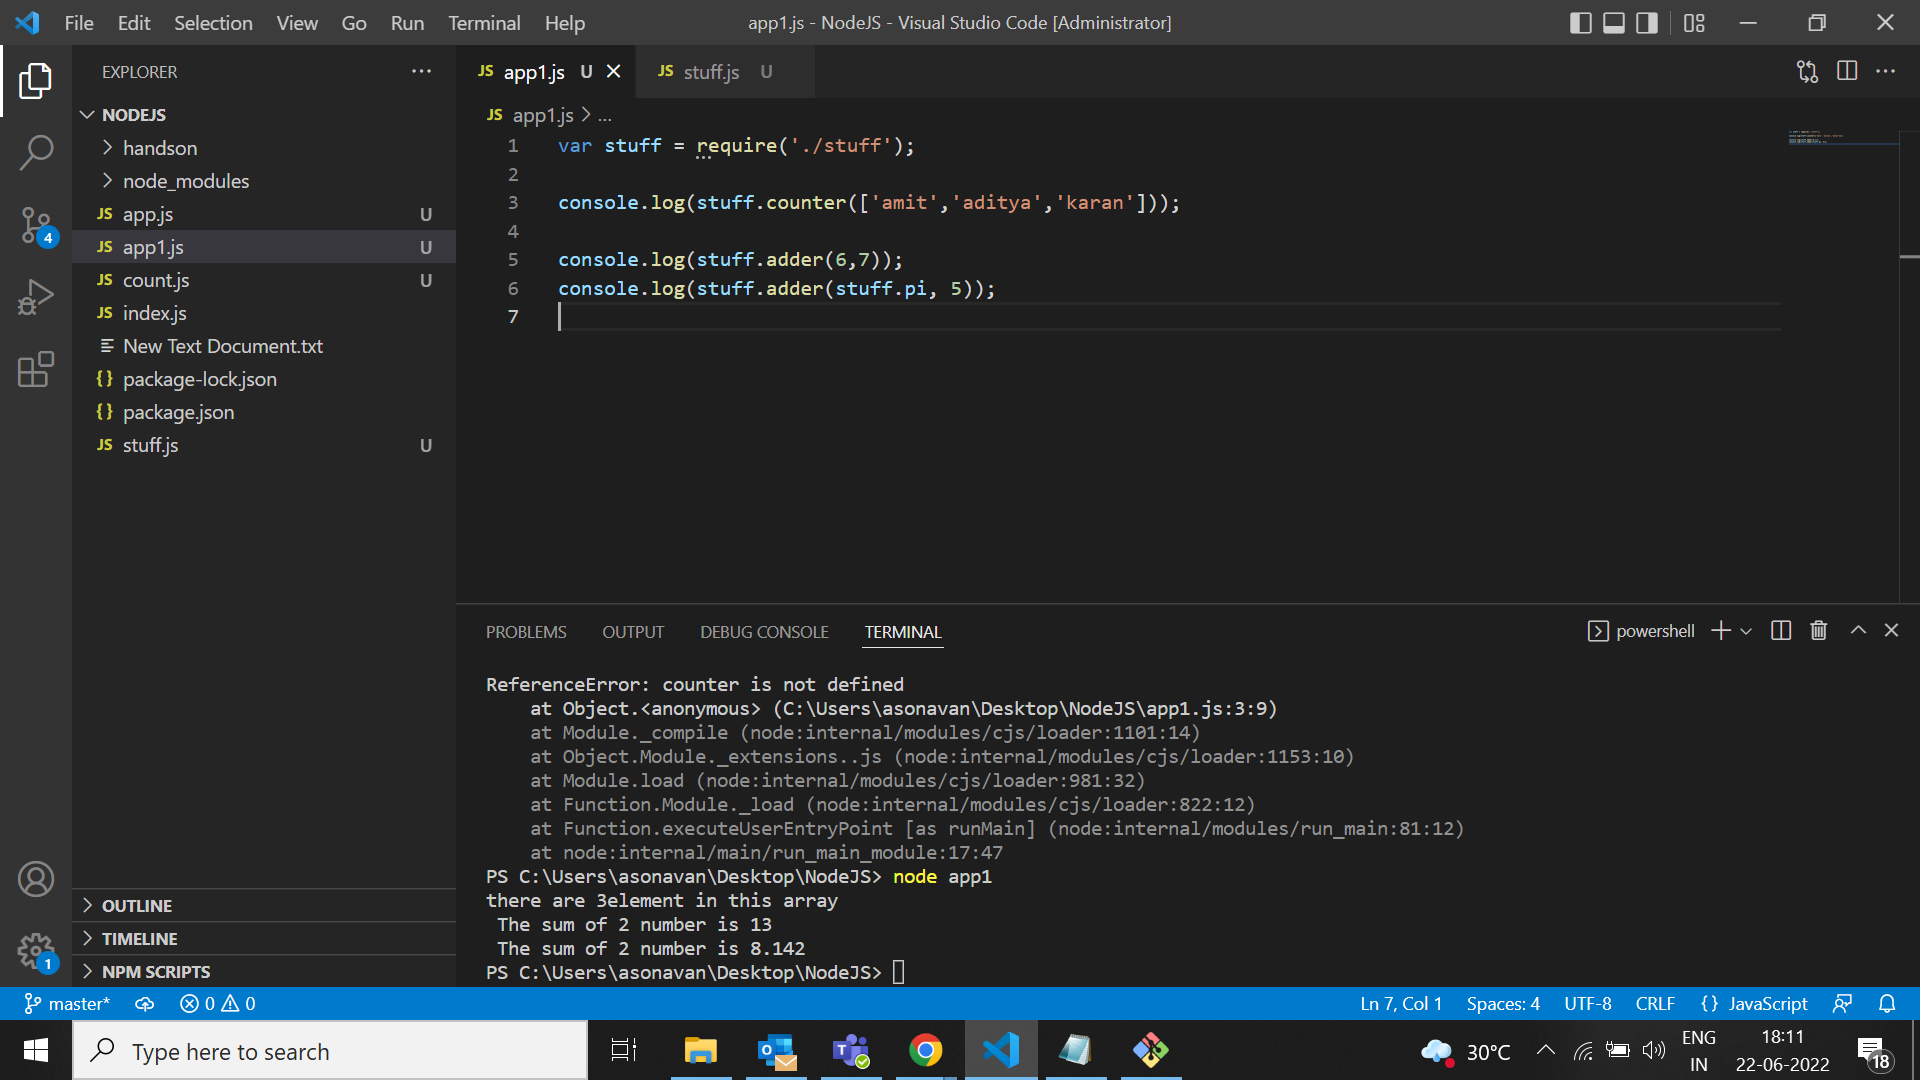 File Edit Selection View Go Run Terminal Help
app1.js - NodeJS - Visual Studio Code [Administrator]
EXPLORER
NODEJS
handson
node_modules
JS app.js U
JS app1.js U
JS count.js U
JS index.js
New Text Document.txt
{} package-lock.json
{} package.json
JS stuff.js U
OUTLINE
TIMELINE
NPM SCRIPTS
4
1
JS app1.js U
JS stuff.js U
JS app1.js > ...
1 var stuff = require('./stuff');
2
3 console.log(stuff.counter(['amit','aditya','karan']));
4
5 console.log(stuff.adder(6,7));
6 console.log(stuff.adder(stuff.pi, 5));
7
PROBLEMS OUTPUT DEBUG CONSOLE TERMINAL
powershell
ReferenceError: counter is not defined
at Object.<anonymous> (C:\Users\asonavan\Desktop\NodeJS\app1.js:3:9)
at Module._compile (node:internal/modules/cjs/loader:1101:14)
at Object.Module._extensions..js (node:internal/modules/cjs/loader:1153:10)
at Module.load (node:internal/modules/cjs/loader:981:32)
at Function.Module._load (node:internal/modules/cjs/loader:822:12)
at Function.executeUserEntryPoint [as runMain] (node:internal/modules/run_main:81:12)
at node:internal/main/run_main_module:17:47
PS C:\Users\asonavan\Desktop\NodeJS> node app1
there are 3element in this array
The sum of 2 number is 13
The sum of 2 number is 8.142
PS C:\Users\asonavan\Desktop\NodeJS>
master* 0 0
Ln 7, Col 1 Spaces: 4 UTF-8 CRLF {} JavaScript
Type here to search
30°C
ENG
IN
18:11
22-06-2022
18